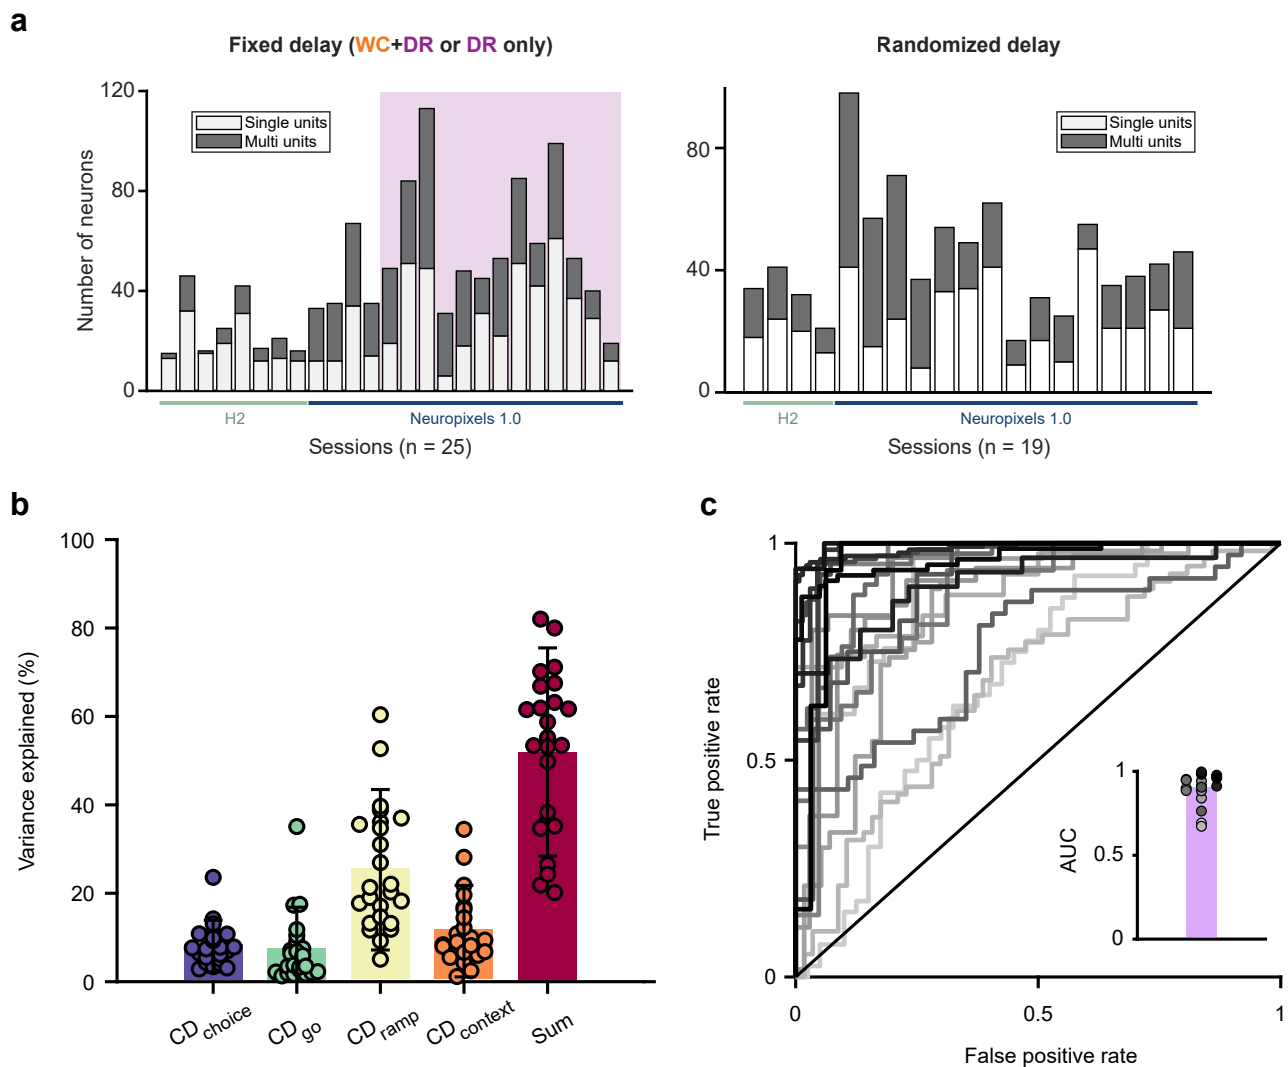 a
Fixed delay (WC+DR or DR only)
Randomized delay
Number of neurons
120
80
40
0
Single units
Multi units
H2
Neuropixels 1.0
Sessions (n = 25)
80
40
0
Single units
Multi units
H2
Neuropixels 1.0
Sessions (n = 19)
b
Variance explained (%)
100
80
60
40
20
0
CD choice
CD go
CD ramp
CD context
Sum
c
True positive rate
1
0.5
0
0
0.5
1
False positive rate
AUC
1
0.5
0